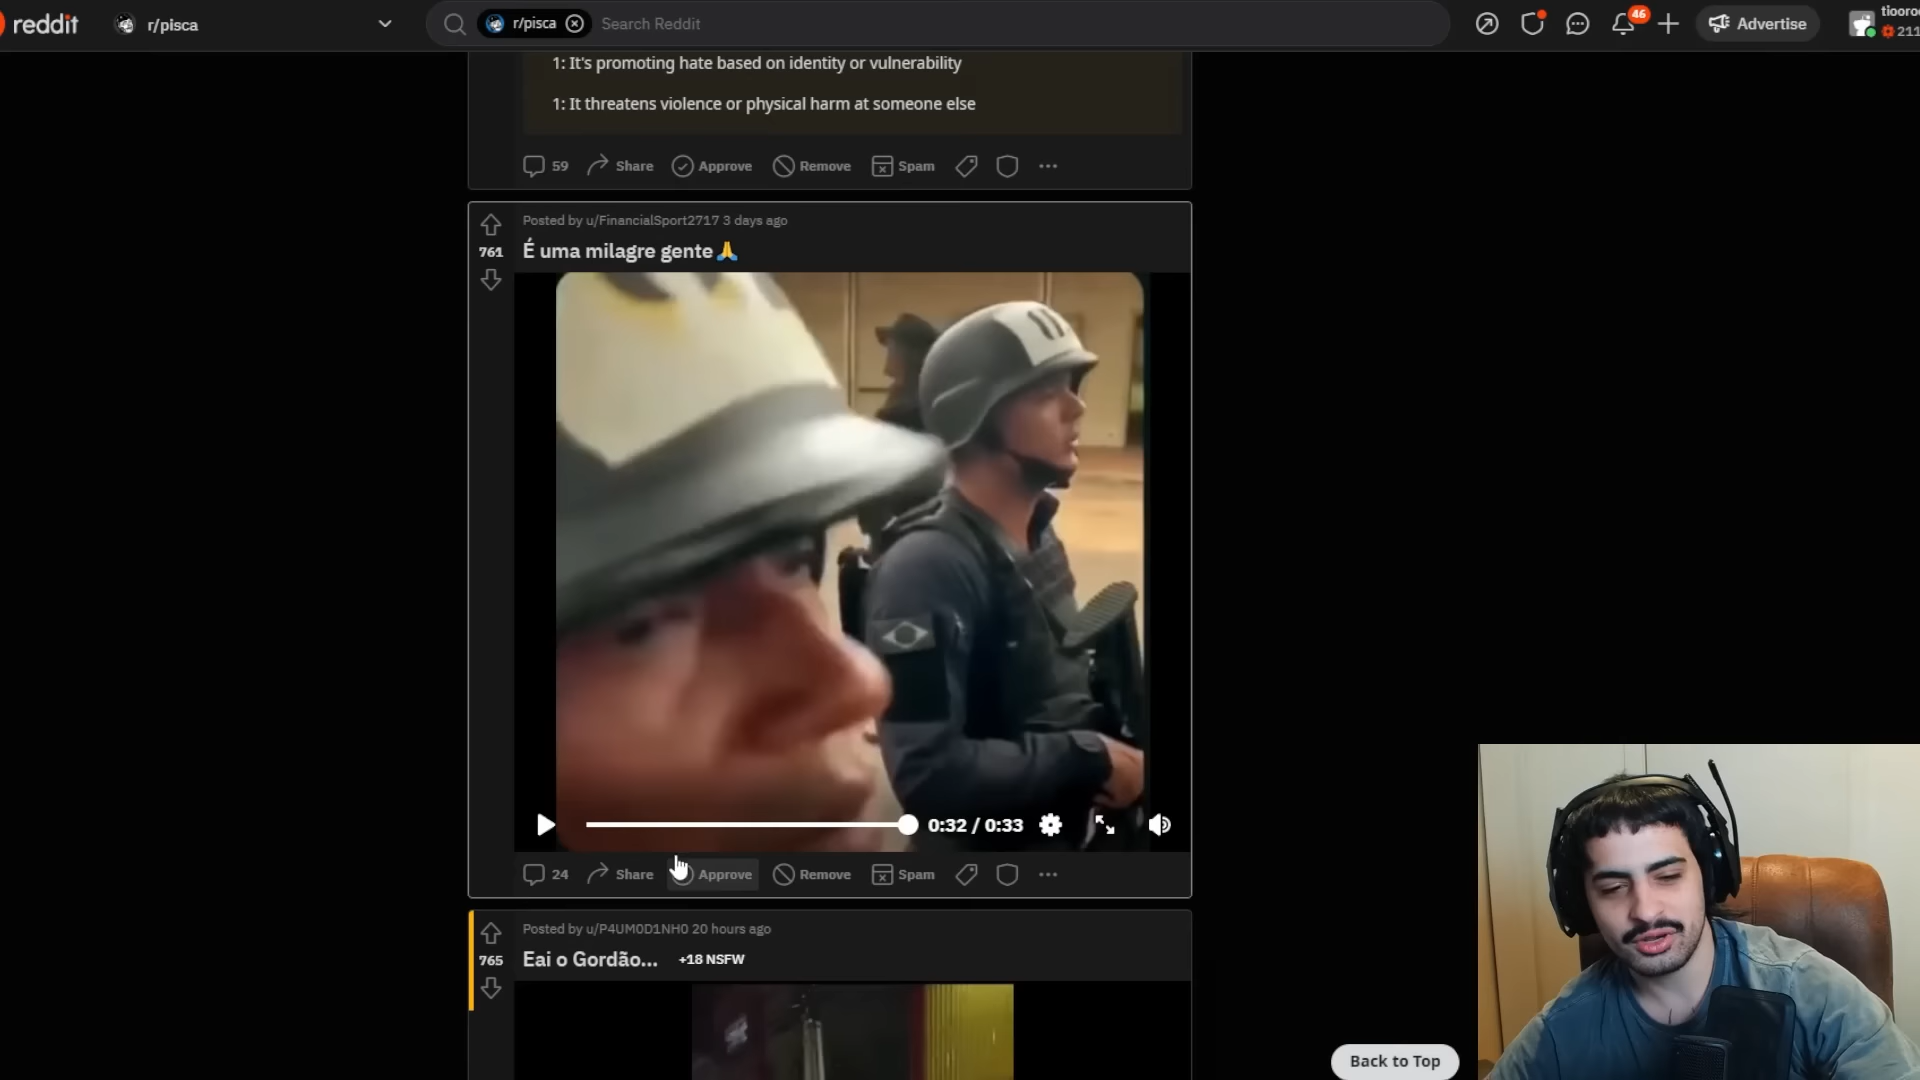 reddit
r/pisca
r/pisca
Search Reddit
46
Advertise
tiooro
211
1: It's promoting hate based on identity or vulnerability
1: It threatens violence or physical harm at someone else
59
Share
Approve
Remove
Spam
Posted by u/FinancialSport2717 3 days ago
761
É uma milagre gente🙏
0:32 / 0:33
24
Share
Approve
Remove
Spam
Posted by u/P4UM0D1NH0 20 hours ago
765
Eai o Gordão...
+18 NSFW
Back to Top